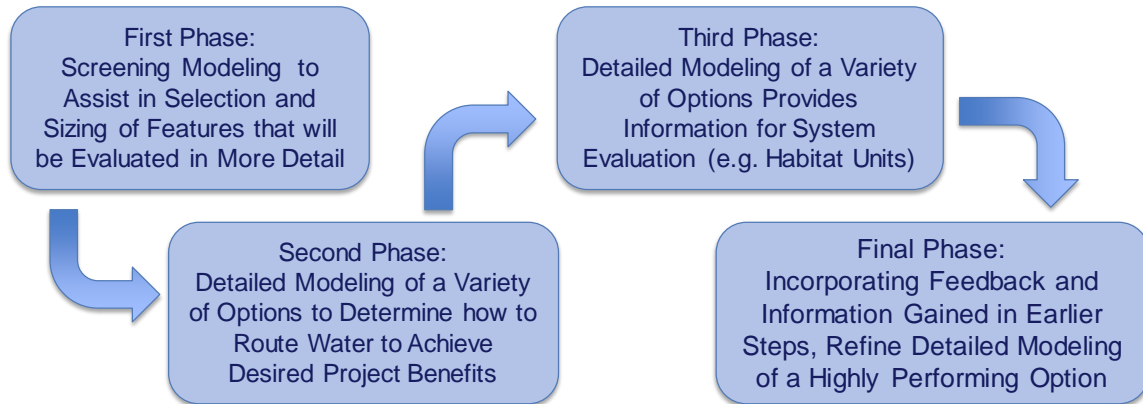 First Phase:
Screening Modeling to
Assist in Selection and
Sizing of Features that will
be Evaluated in More Detail
Second Phase:
Detailed Modeling of a Variety
of Options to Determine how to
Route Water to Achieve
Desired Project Benefits
Third Phase:
Detailed Modeling of a Variety
of Options Provides
Information for System
Evaluation (e.g. Habitat Units)
Final Phase:
Incorporating Feedback and
Information Gained in Earlier
Steps, Refine Detailed Modeling
of a Highly Performing Option